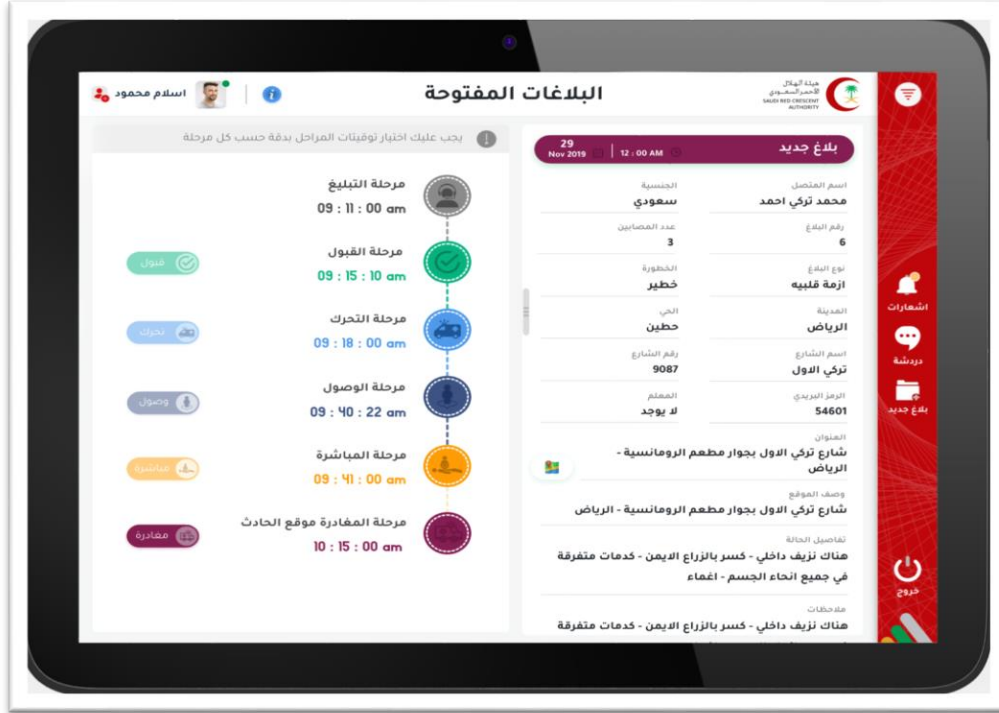 هيئة الهلال
الأحمر السعودي
SAUDI RED CRESCENT
AUTHORITY
البلاغات المفتوحة
اسلام محمود
اشعارات
دردشة
بلاغ جديد
خروج
بلاغ جديد
12 : 00 AM
29
Nov 2019
اسم المتصل
الجنسية
محمد تركي احمد
سعودي
رقم البلاغ
عدد المصابين
6
3
نوع البلاغ
الخطورة
ازمة قلبيه
خطير
المدينة
الحي
الرياض
حطين
اسم الشارع
رقم الشارع
تركي الاول
9087
الرمز البريدي
المعلم
54601
لا يوجد
العنوان
شارع تركي الاول بجوار مطعم الرومانسية -
الرياض
وصف الموقع
شارع تركي الاول بجوار مطعم الرومانسية - الرياض
تفاصيل الحالة
هناك نزيف داخلي - كسر بالزراع الايمن - كدمات متفرقة
في جميع انحاء الجسم - اغماء
ملاحظات
هناك نزيف داخلي - كسر بالزراع الايمن - كدمات متفرقة
يجب عليك اختيار توقيتات المراحل بدقة حسب كل مرحلة
مرحلة التبليغ
09 : 11 : 00 am
مرحلة القبول
09 : 15 : 10 am
قبول
مرحلة التحرك
09 : 18 : 00 am
تحرك
مرحلة الوصول
09 : 40 : 22 am
وصول
مرحلة المباشرة
09 : 41 : 00 am
مباشرة
مرحلة المغادرة موقع الحادث
10 : 15 : 00 am
مغادرة